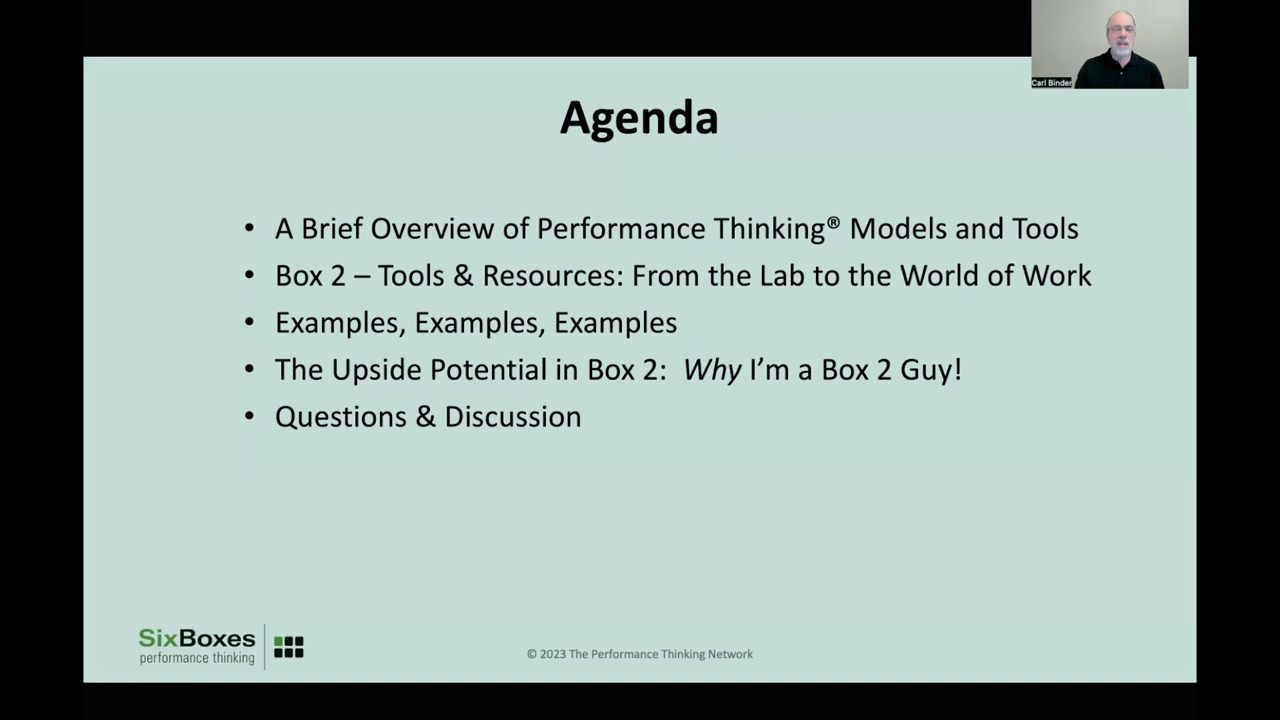 Carl Binder
Agenda
• A Brief Overview of Performance Thinking® Models and Tools
• Box 2 – Tools & Resources: From the Lab to the World of Work
• Examples, Examples, Examples
• The Upside Potential in Box 2:  Why I’m a Box 2 Guy!
• Questions & Discussion
SixBoxes
performance thinking
© 2023 The Performance Thinking Network